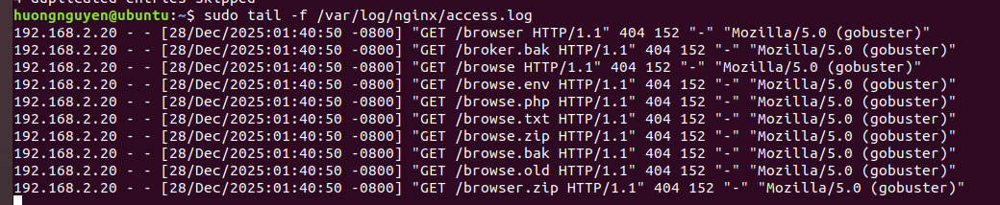 4 duplicated entries skipped
huongnguyen@ubuntu:~$ sudo tail -f /var/log/nginx/access.log
192.168.2.20 - - [28/Dec/2025:01:40:50 -0800] "GET /browser HTTP/1.1" 404 152 "-" "Mozilla/5.0 (gobuster)"
192.168.2.20 - - [28/Dec/2025:01:40:50 -0800] "GET /broker.bak HTTP/1.1" 404 152 "-" "Mozilla/5.0 (gobuster)"
192.168.2.20 - - [28/Dec/2025:01:40:50 -0800] "GET /browse HTTP/1.1" 404 152 "-" "Mozilla/5.0 (gobuster)"
192.168.2.20 - - [28/Dec/2025:01:40:50 -0800] "GET /browse.env HTTP/1.1" 404 152 "-" "Mozilla/5.0 (gobuster)"
192.168.2.20 - - [28/Dec/2025:01:40:50 -0800] "GET /browse.php HTTP/1.1" 404 152 "-" "Mozilla/5.0 (gobuster)"
192.168.2.20 - - [28/Dec/2025:01:40:50 -0800] "GET /browse.txt HTTP/1.1" 404 152 "-" "Mozilla/5.0 (gobuster)"
192.168.2.20 - - [28/Dec/2025:01:40:50 -0800] "GET /browse.zip HTTP/1.1" 404 152 "-" "Mozilla/5.0 (gobuster)"
192.168.2.20 - - [28/Dec/2025:01:40:50 -0800] "GET /browse.bak HTTP/1.1" 404 152 "-" "Mozilla/5.0 (gobuster)"
192.168.2.20 - - [28/Dec/2025:01:40:50 -0800] "GET /browse.old HTTP/1.1" 404 152 "-" "Mozilla/5.0 (gobuster)"
192.168.2.20 - - [28/Dec/2025:01:40:50 -0800] "GET /browser.zip HTTP/1.1" 404 152 "-" "Mozilla/5.0 (gobuster)"